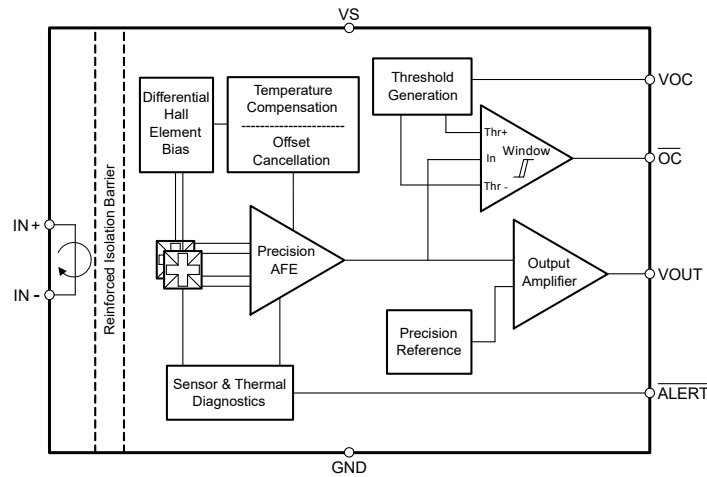 VS
Differential
Hall
Element
Bias
Temperature
Compensation
Offset
Cancellation
Threshold
Generation
VOC
Thr+
In
Window
Thr -
OC
IN +
IN -
Reinforced Isolation Barrier
Precision
AFE
Output
Amplifier
VOUT
Precision
Reference
Sensor & Thermal
Diagnostics
ALERT
GND